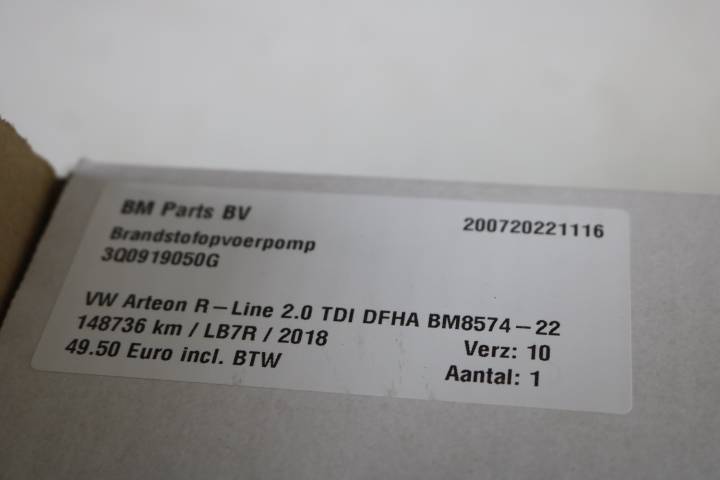 BM Parts BV
200720221116
Brandstofopvoerpomp
3Q0919050G
VW Arteon R-Line 2.0 TDI DFHA BM8574-22
148736 km / LB7R / 2018
Verz: 10
49.50 Euro incl. BTW
Aantal: 1